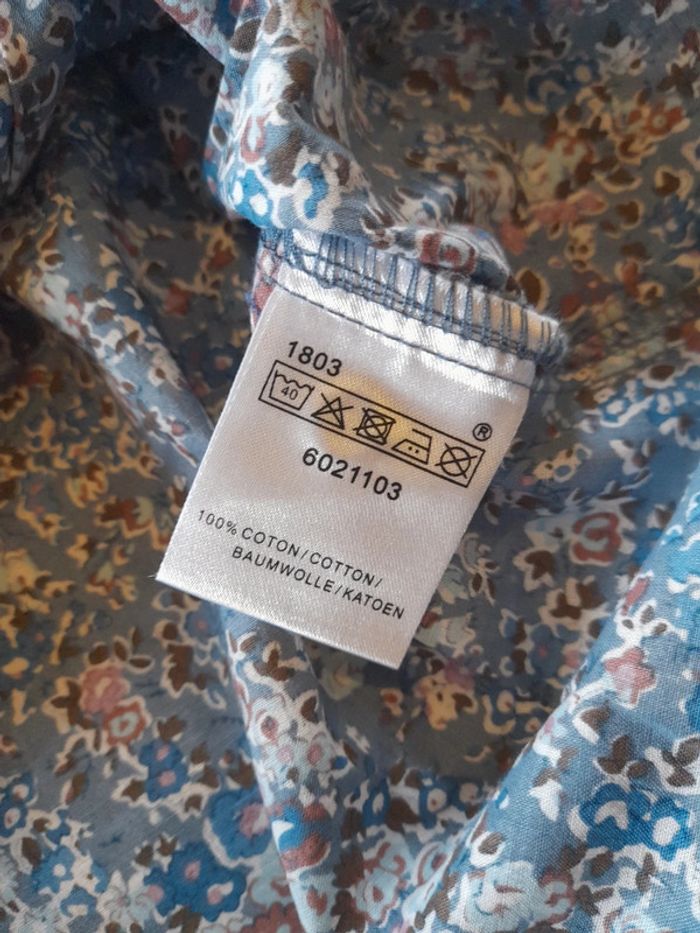 1803
40
®
6021103
100% COTON/COTTON/
BAUMWOLLE/KATOEN